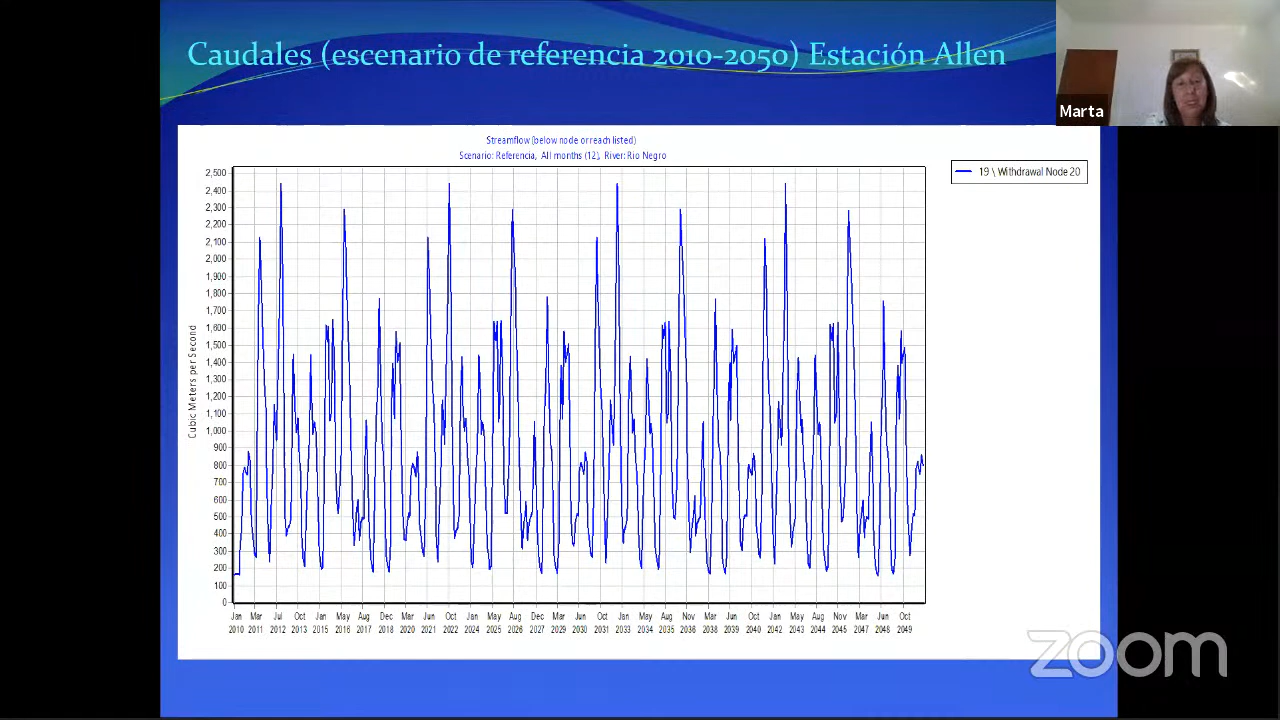 Caudales (escenario de referencia 2010-2050) Estación Allen
Marta
Streamflow (below node or reach listed)
Scenario: Referencia, All months (12), River: Rio Negro
19 \ Withdrawal Node 20
Cubic Meters per Second
2,500
2,400
2,300
2,200
2,100
2,000
1,900
1,800
1,700
1,600
1,500
1,400
1,300
1,200
1,100
1,000
900
800
700
600
500
400
300
200
100
0
Jan Mar Jul Oct Jan May Aug Dec Mar Jun Oct Jan May Aug Dec Mar Jun Oct Jan May Aug Nov Mar Jun Oct Jan May Aug Nov Mar Jun Oct
2010 2011 2012 2013 2015 2016 2017 2018 2020 2021 2022 2024 2025 2026 2027 2029 2030 2031 2033 2034 2035 2036 2038 2039 2040 2042 2043 2044 2045 2047 2048 2049
zoom